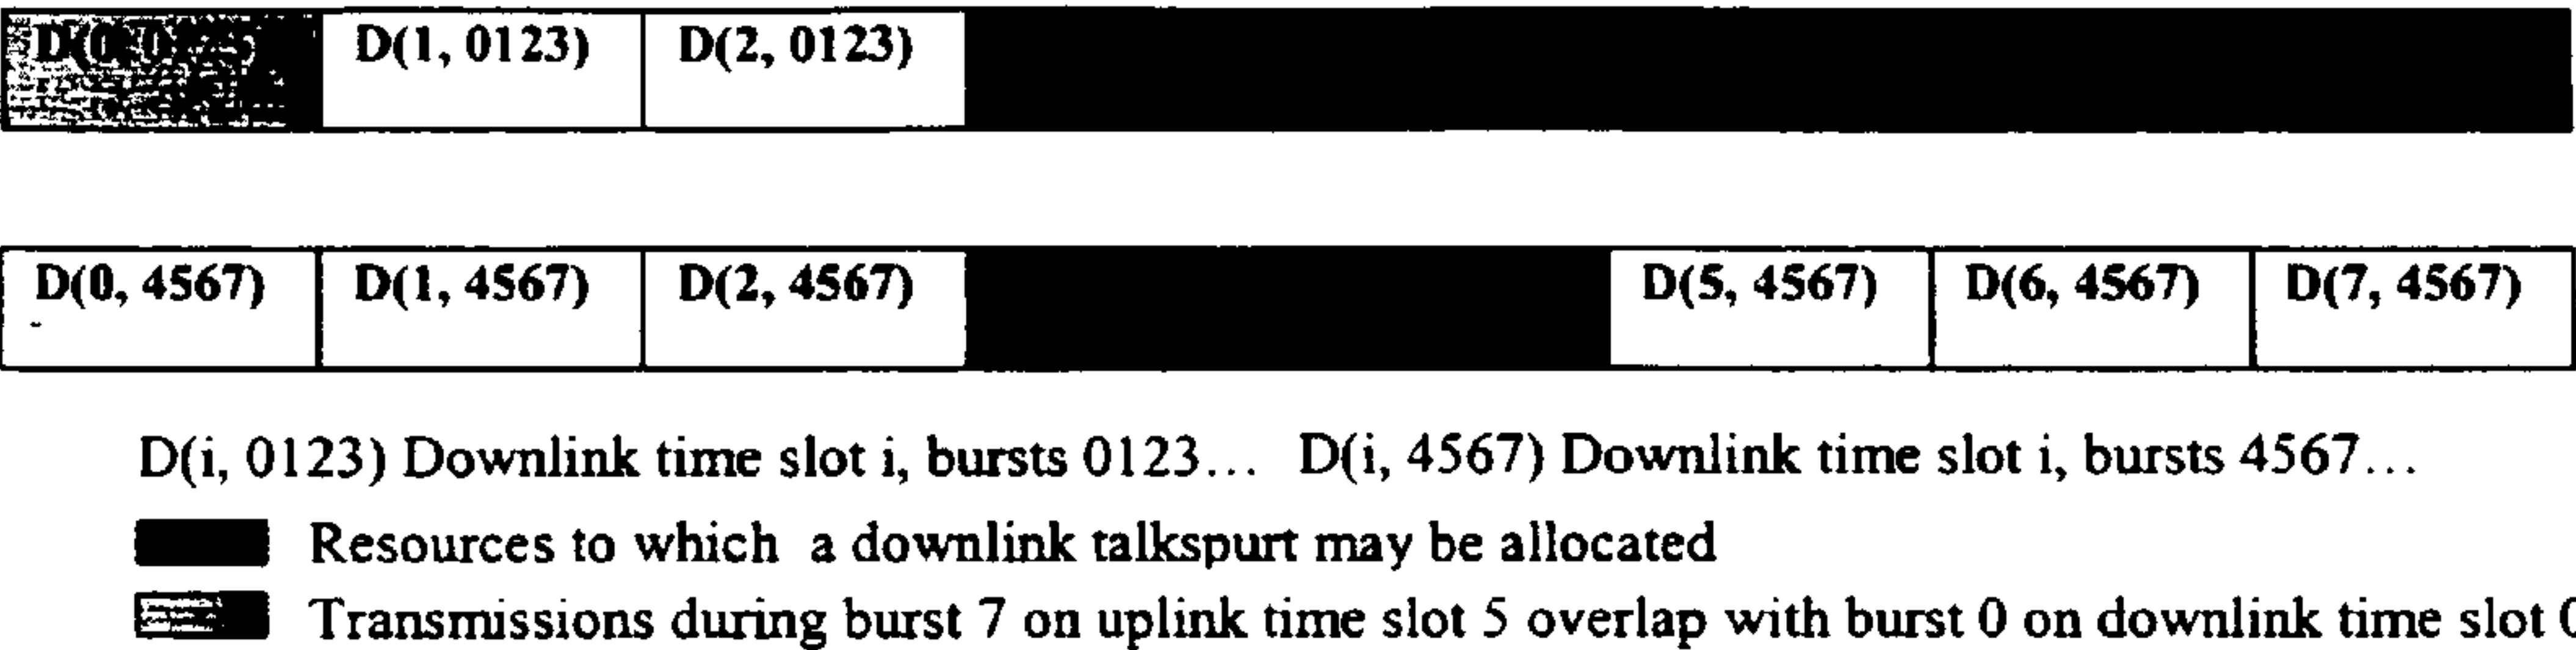 D(1, 0123) D(2, 0123)
D(0, 4567) D(1, 4567) D(2, 4567) D(5, 4567) D(6, 4567) D(7, 4567)
D(i, 0123) Downlink time slot i, bursts 0123... D(i, 4567) Downlink time slot i, bursts 4567...
Resources to which a downlink talkspurt may be allocated
Transmissions during burst 7 on uplink time slot 5 overlap with burst 0 on downlink time slot